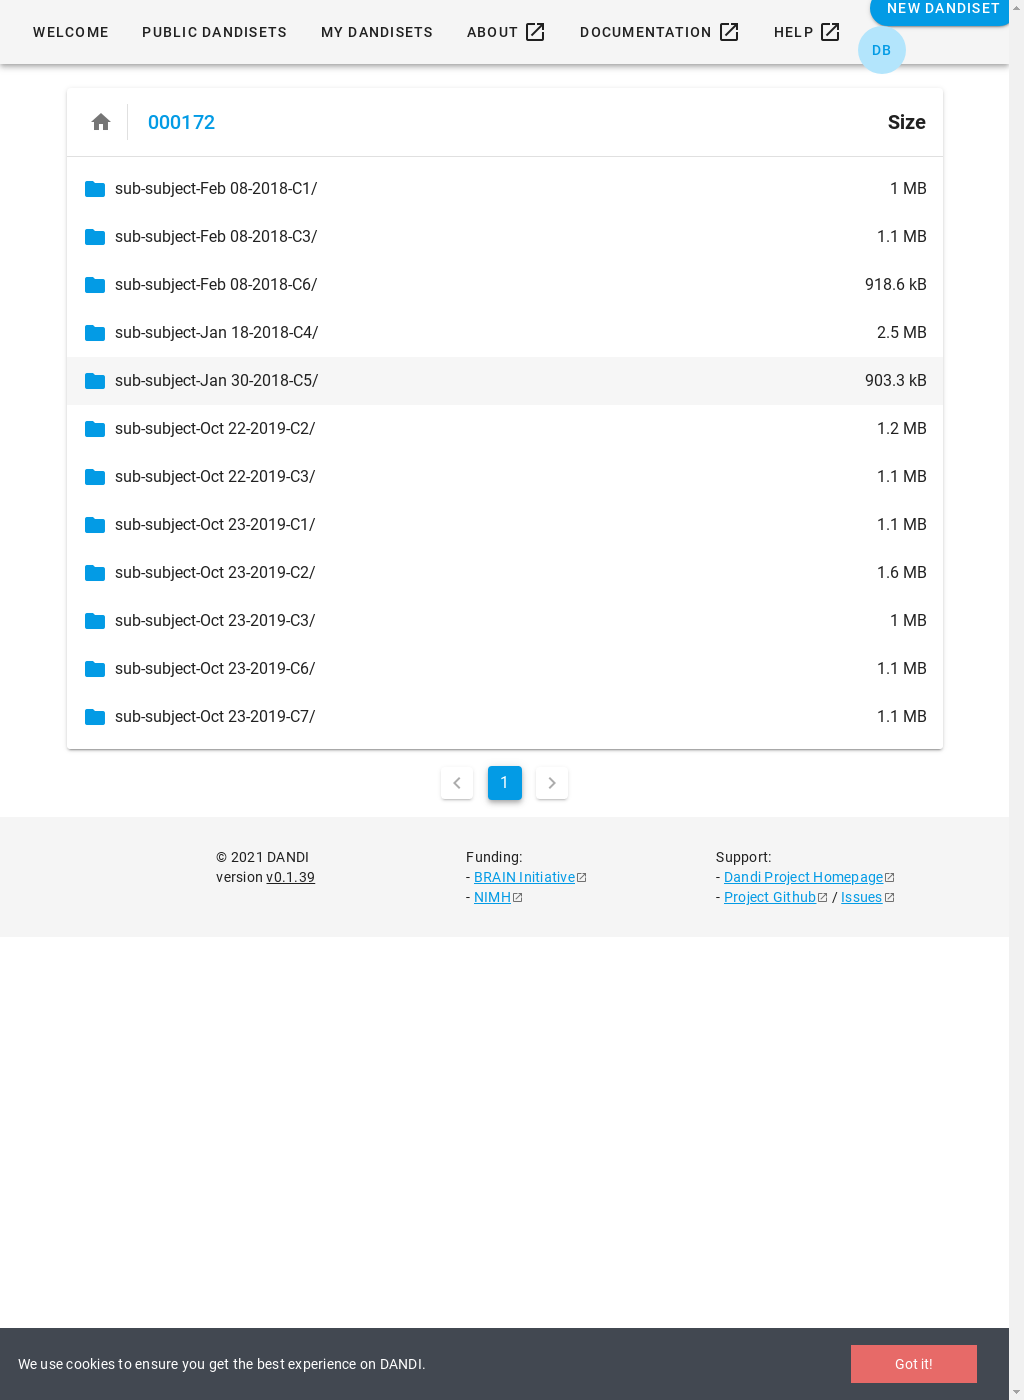 NEW DANDISET
WELCOME PUBLIC DANDISETS MY DANDISETS ABOUT DOCUMENTATION HELP
DB
000172 Size
sub-subject-Feb 08-2018-C1/ 1 MB
sub-subject-Feb 08-2018-C3/ 1.1 MB
sub-subject-Feb 08-2018-C6/ 918.6 kB
sub-subject-Jan 18-2018-C4/ 2.5 MB
sub-subject-Jan 30-2018-C5/ 903.3 kB
sub-subject-Oct 22-2019-C2/ 1.2 MB
sub-subject-Oct 22-2019-C3/ 1.1 MB
sub-subject-Oct 23-2019-C1/ 1.1 MB
sub-subject-Oct 23-2019-C2/ 1.6 MB
sub-subject-Oct 23-2019-C3/ 1 MB
sub-subject-Oct 23-2019-C6/ 1.1 MB
sub-subject-Oct 23-2019-C7/ 1.1 MB
1
© 2021 DANDI
version v0.1.39
Funding:
- BRAIN Initiative
- NIMH
Support:
- Dandi Project Homepage
- Project Github / Issues
We use cookies to ensure you get the best experience on DANDI. Got it!